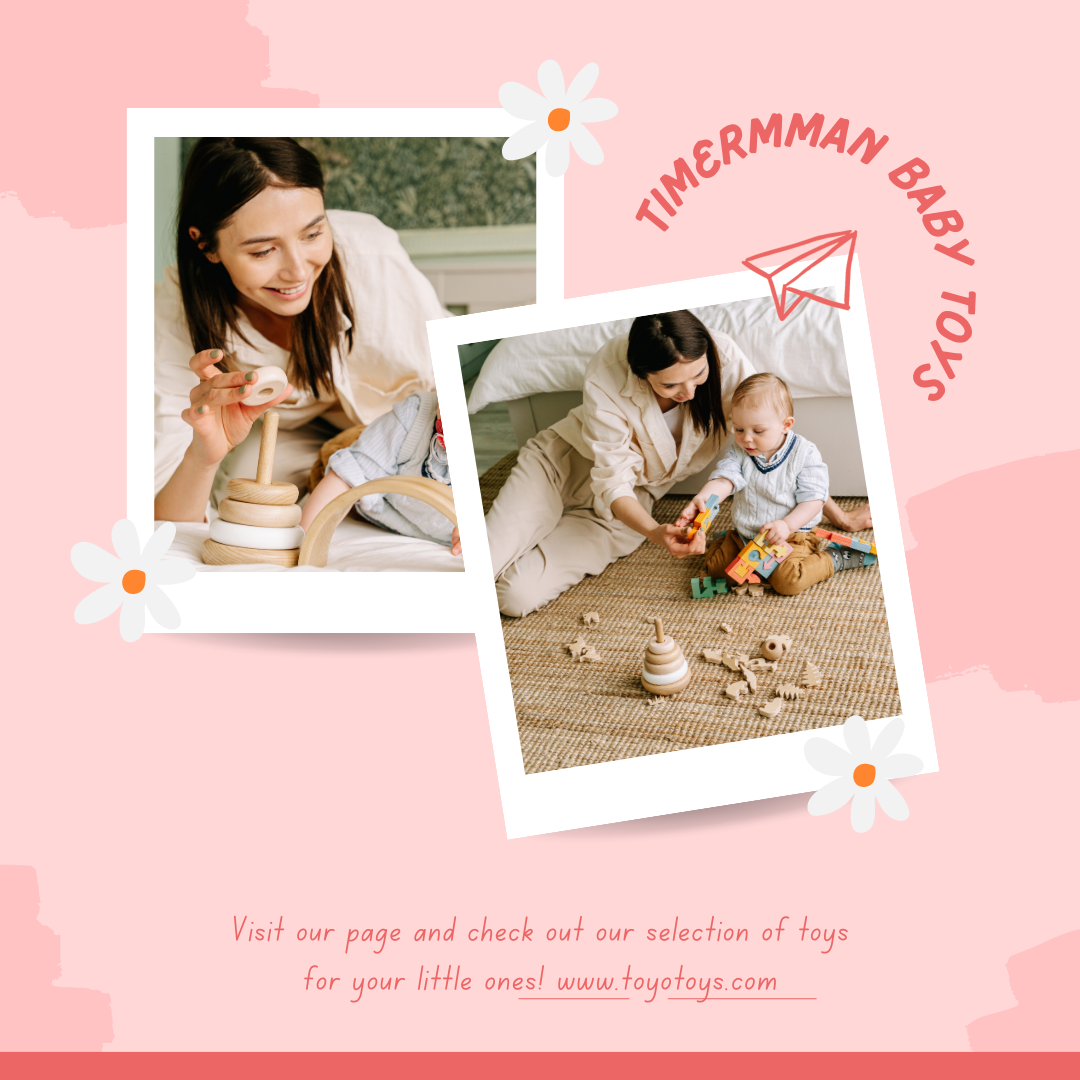 TIMERMMAN BABY TOYS
Visit our page and check out our selection of toys
for your little ones! www.toyotoys.com